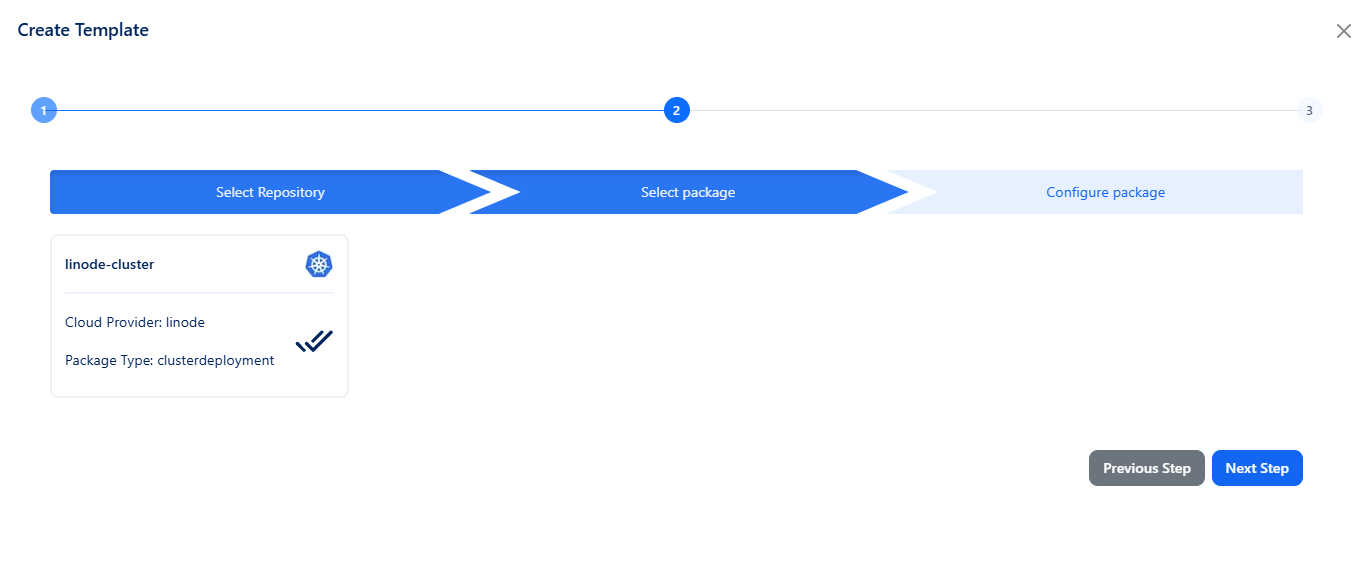 Create Template
1
2
3
Select Repository
Select package
Configure package
linode-cluster
Cloud Provider: linode
Package Type: clusterdeployment
Previous Step
Next Step